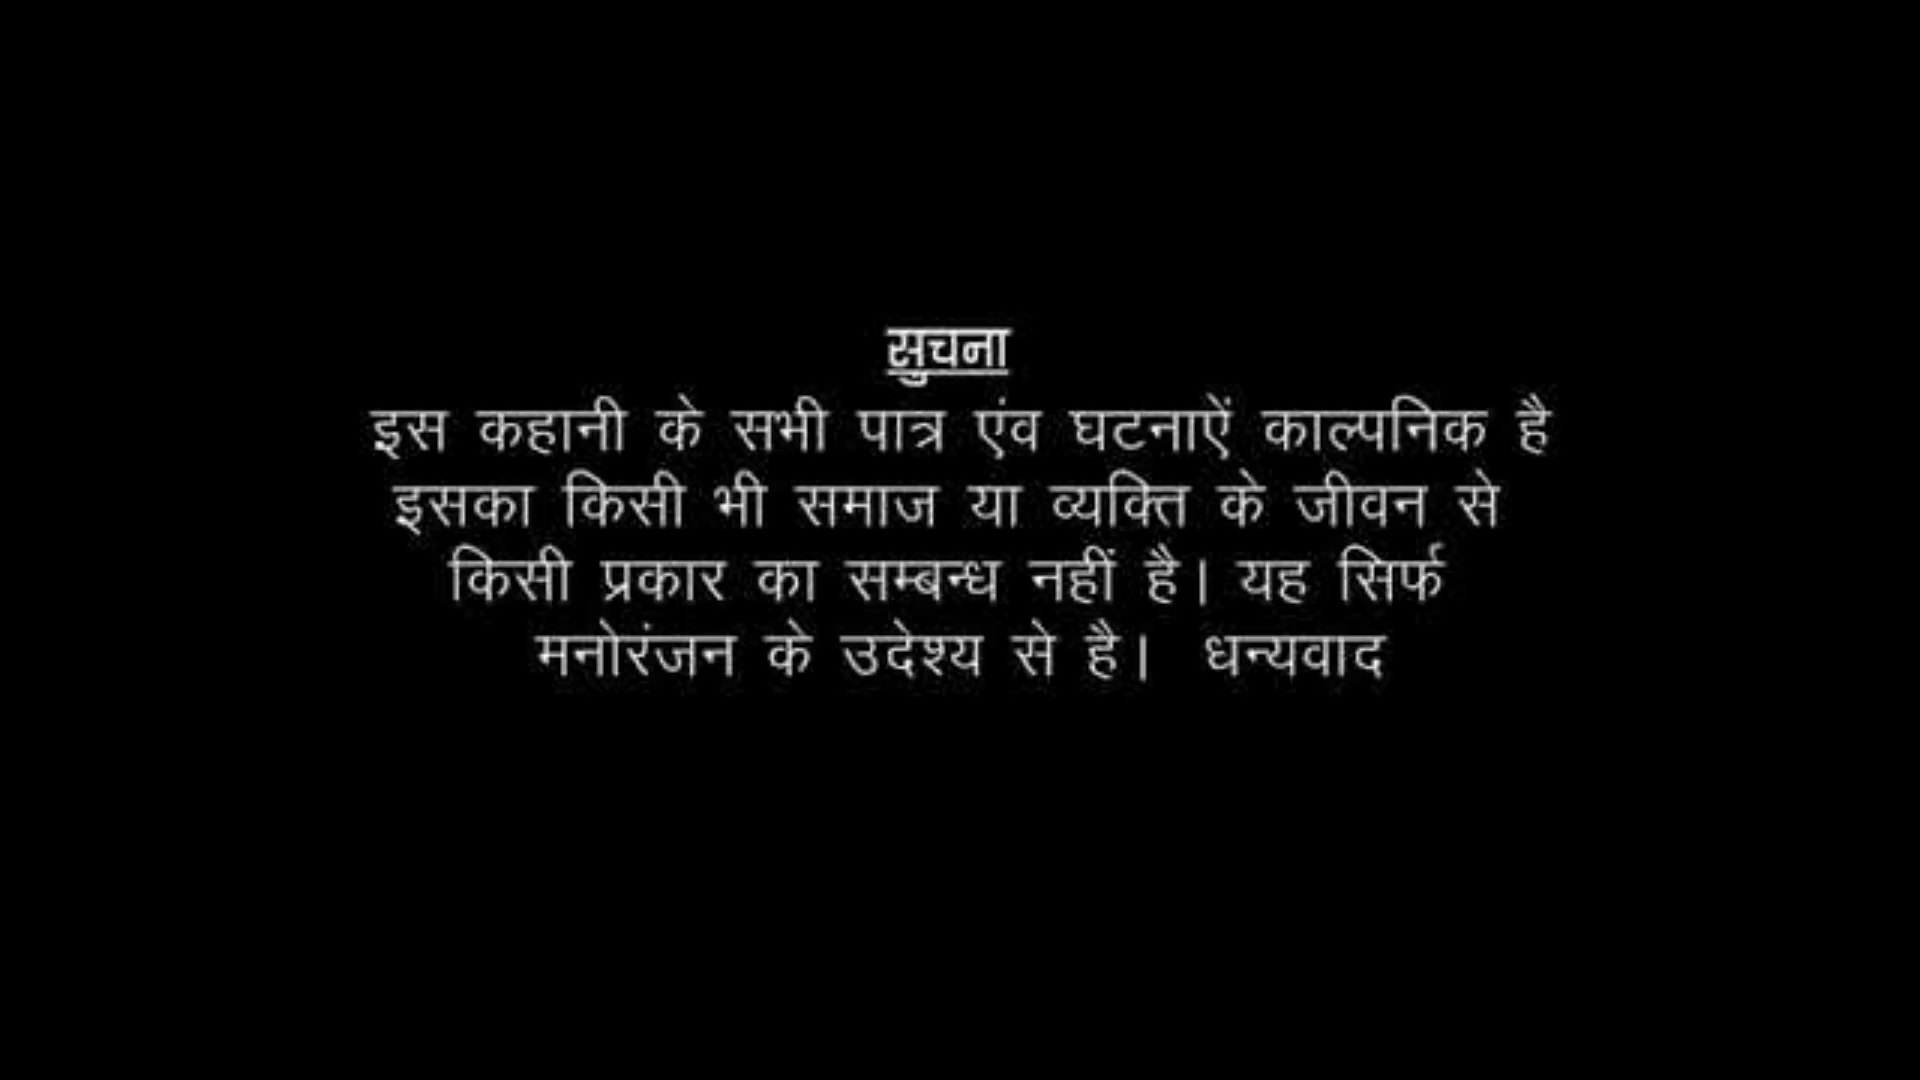 सुचना
इस कहानी के सभी पात्र एंव घटनाऐं काल्पनिक है
इसका किसी भी समाज या व्यक्ति के जीवन से
किसी प्रकार का सम्बन्ध नहीं है। यह सिर्फ
मनोरंजन के उदेश्य से है। धन्यवाद